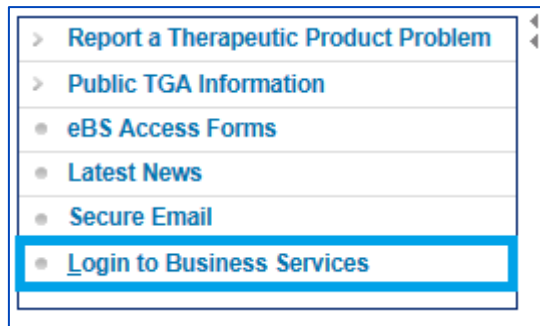 Report a Therapeutic Product Problem
Public TGA Information
eBS Access Forms
Latest News
Secure Email
Login to Business Services